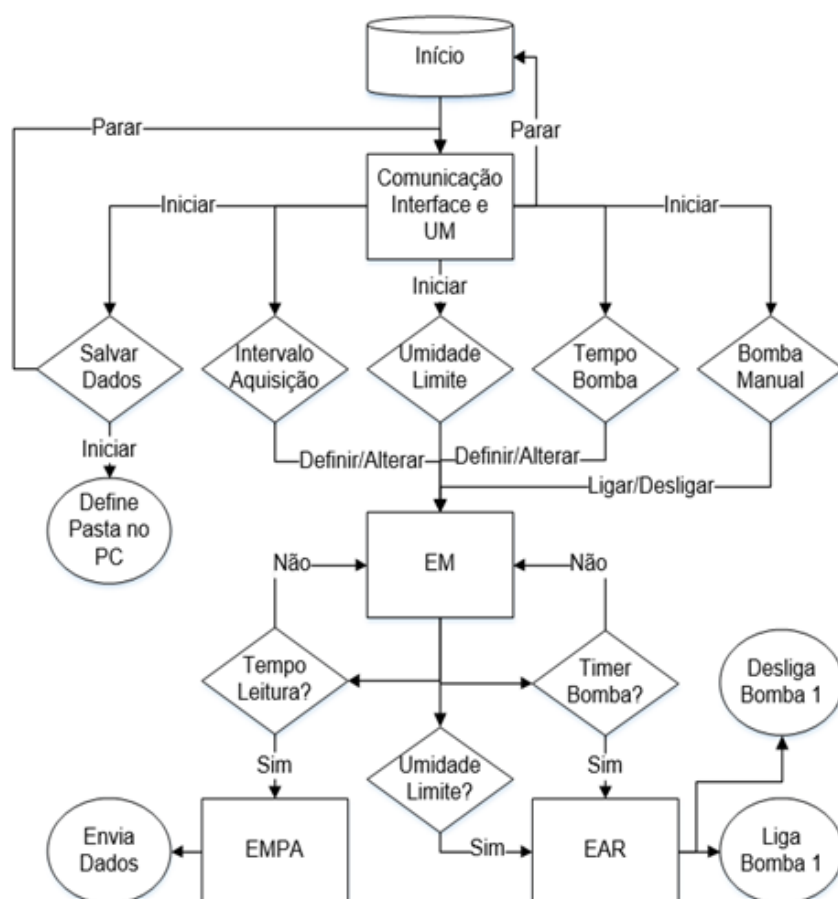 Início
Parar
Parar
Comunicação
Interface e
UM
Iniciar
Iniciar
Iniciar
Salvar
Dados
Intervalo
Aquisição
Umidade
Limite
Tempo
Bomba
Bomba
Manual
Iniciar
Definir/Alterar
Definir/Alterar
Ligar/Desligar
Define
Pasta no
PC
EM
Não
Não
Tempo
Leitura?
Timer
Bomba?
Desliga
Bomba 1
Sim
Umidade
Limite?
Sim
Envia
Dados
EMPA
Sim
EAR
Liga
Bomba 1